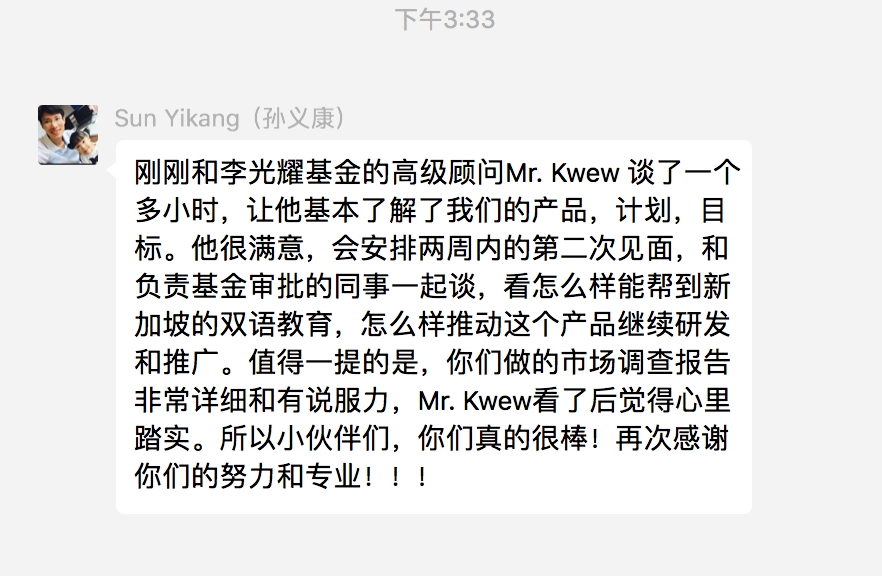 下午3:33
Sun Yikang（孙义康）
刚刚和李光耀基金的高级顾问Mr. Kwew 谈了一个
多小时，让他基本了解了我们的产品，计划，目
标。他很满意，会安排两周内的第二次见面，和
负责基金审批的同事一起谈，看怎么样能帮到新
加坡的双语教育，怎么样推动这个产品继续研发
和推广。值得一提的是，你们做的市场调查报告
非常详细和有说服力，Mr. Kwew看了后觉得心里
踏实。所以小伙伴们，你们真的很棒！再次感谢
你们的努力和专业！！！